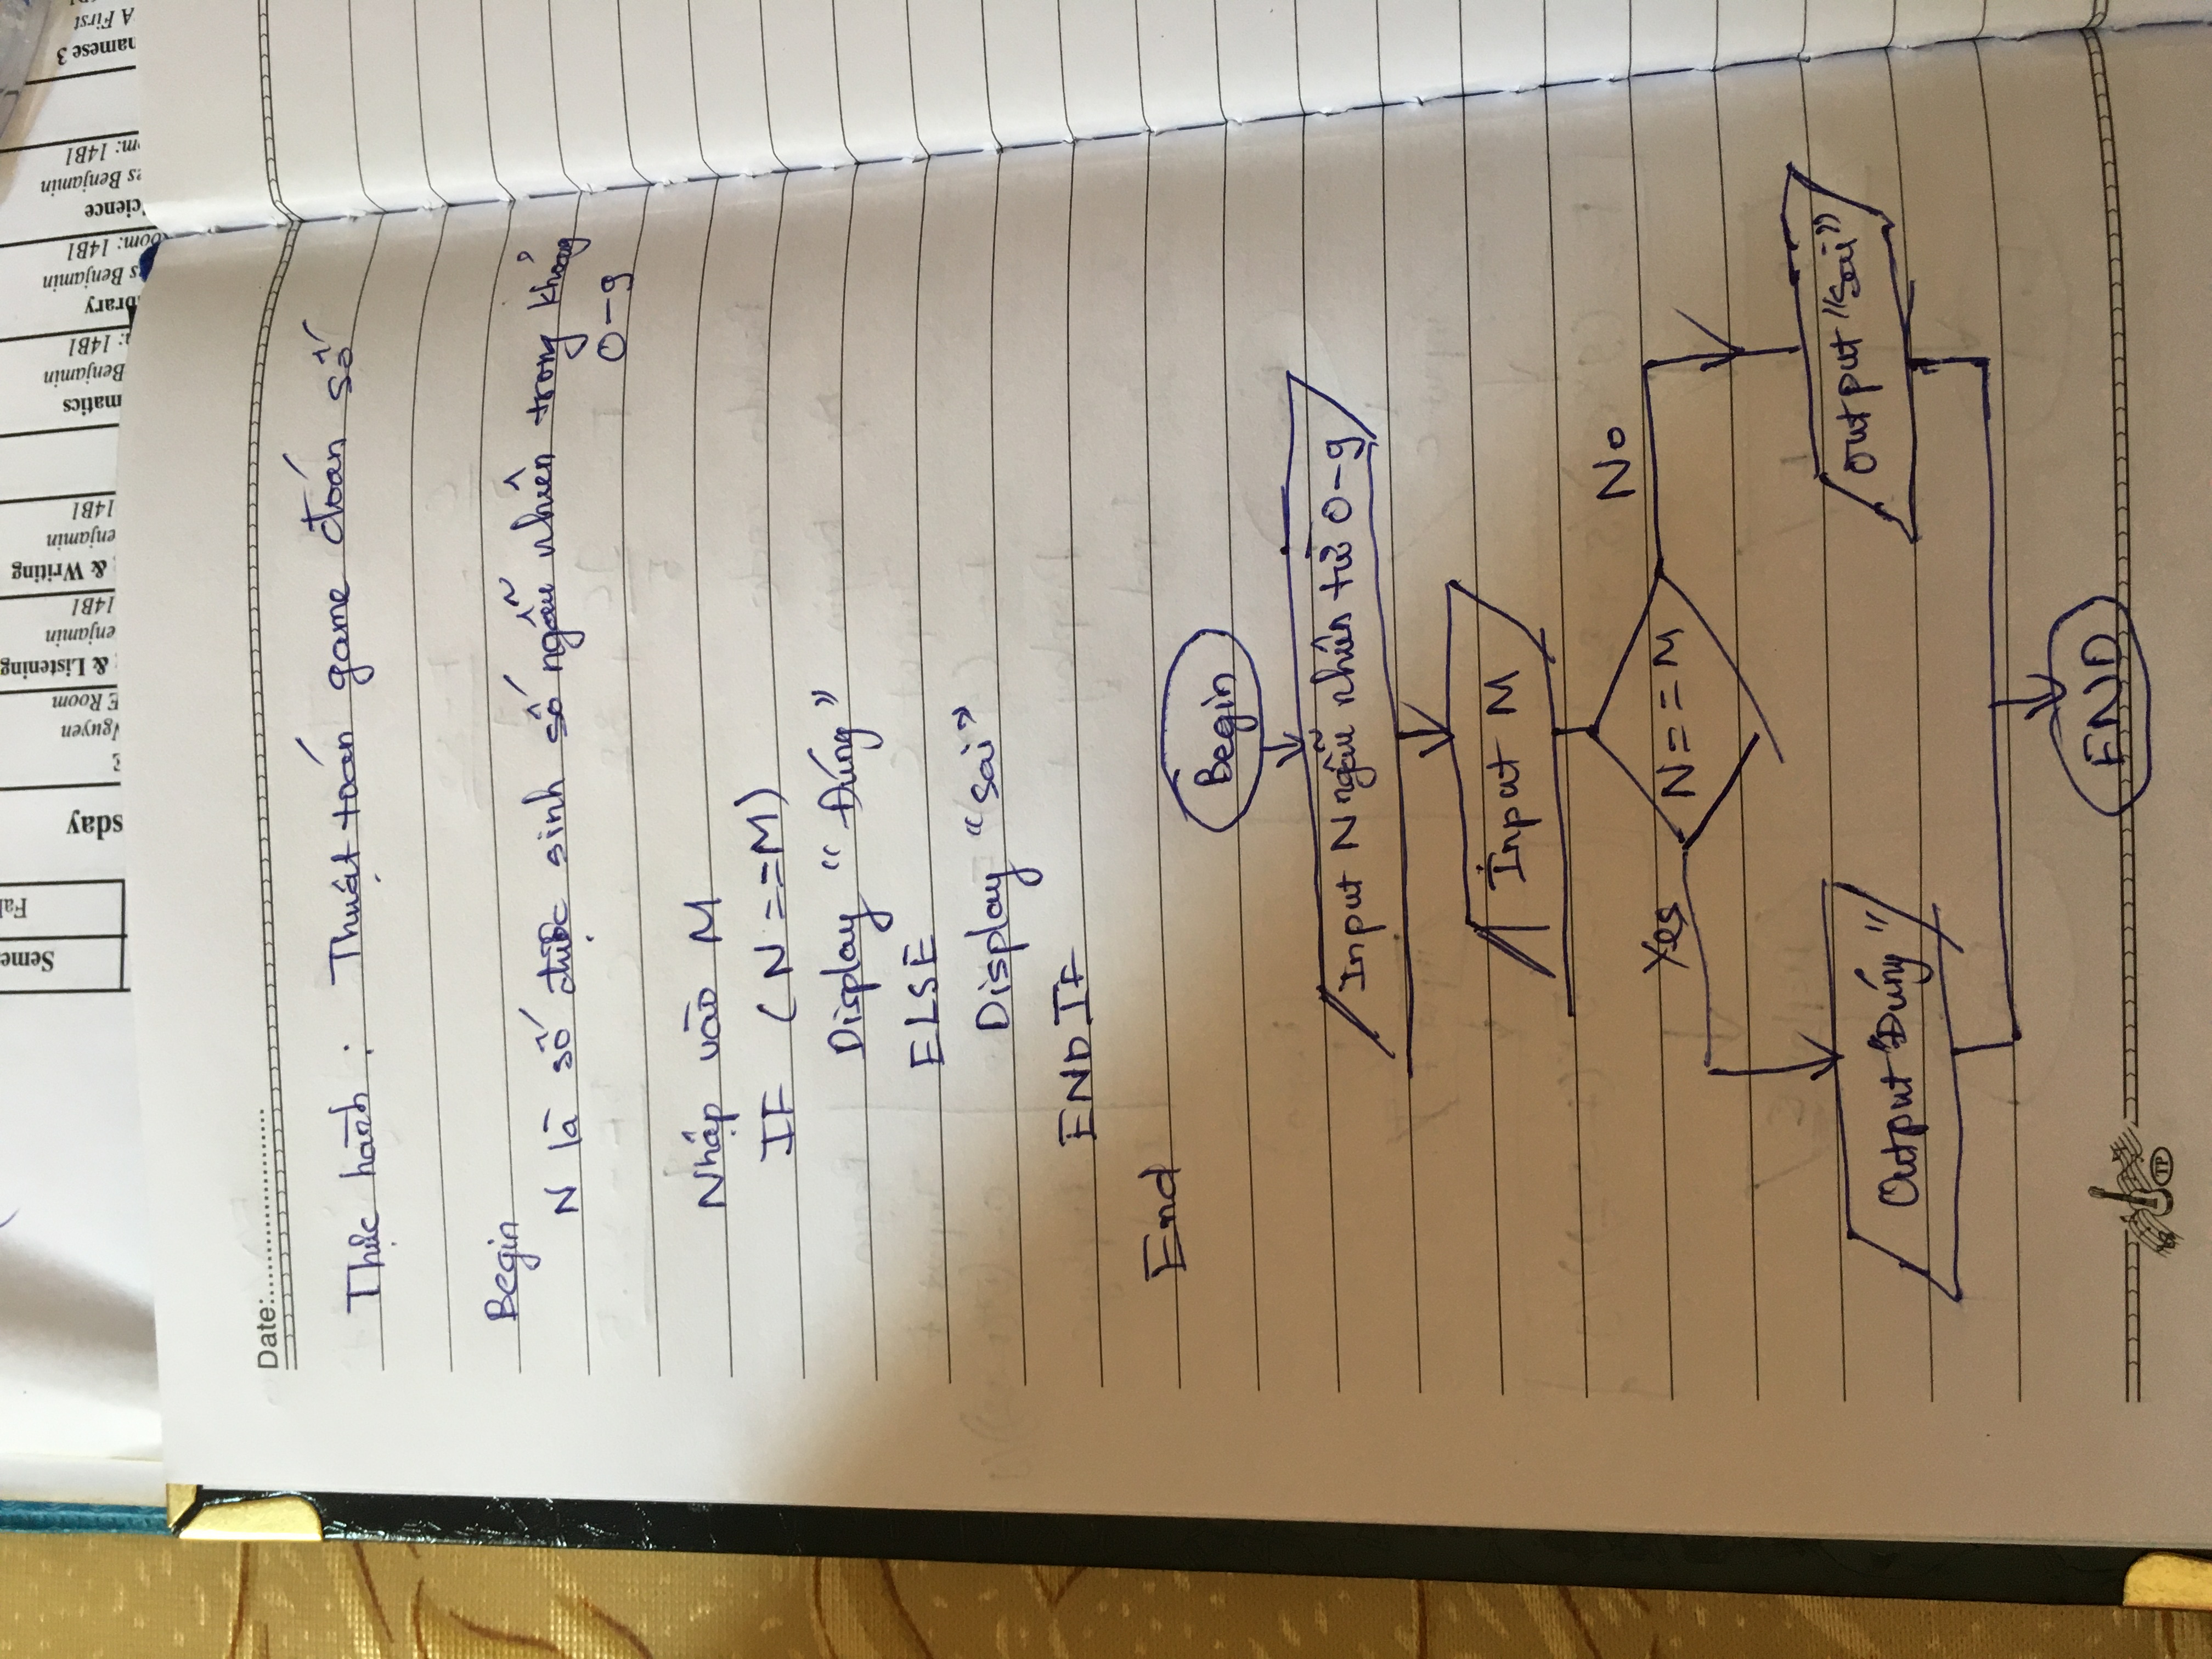 Seme
Fal
sday
Nguyen
E Room
& Listening
enjamin
14B1
& Writing
enjamin
14B1
matics
Benjamin
: 14B1
brary
s Benjamin
oom: 14B1
cience
es Benjamin
om: 14B1
namese 3
A First
Date:......................
Thực hành : Thuật toán game đoán số
Begin
N là số được sinh số ngẫu nhiên trong khỏng
0-9
Nhập vào M
IF (N ==M)
Display “Đúng”
ELSE
Display “Sai”
END IF
End
Begin
Input N ngẫu nhiên từ 0-9
Input M
N==M
Yes
No
Output “Đúng”
Output “Sai”
END
TP